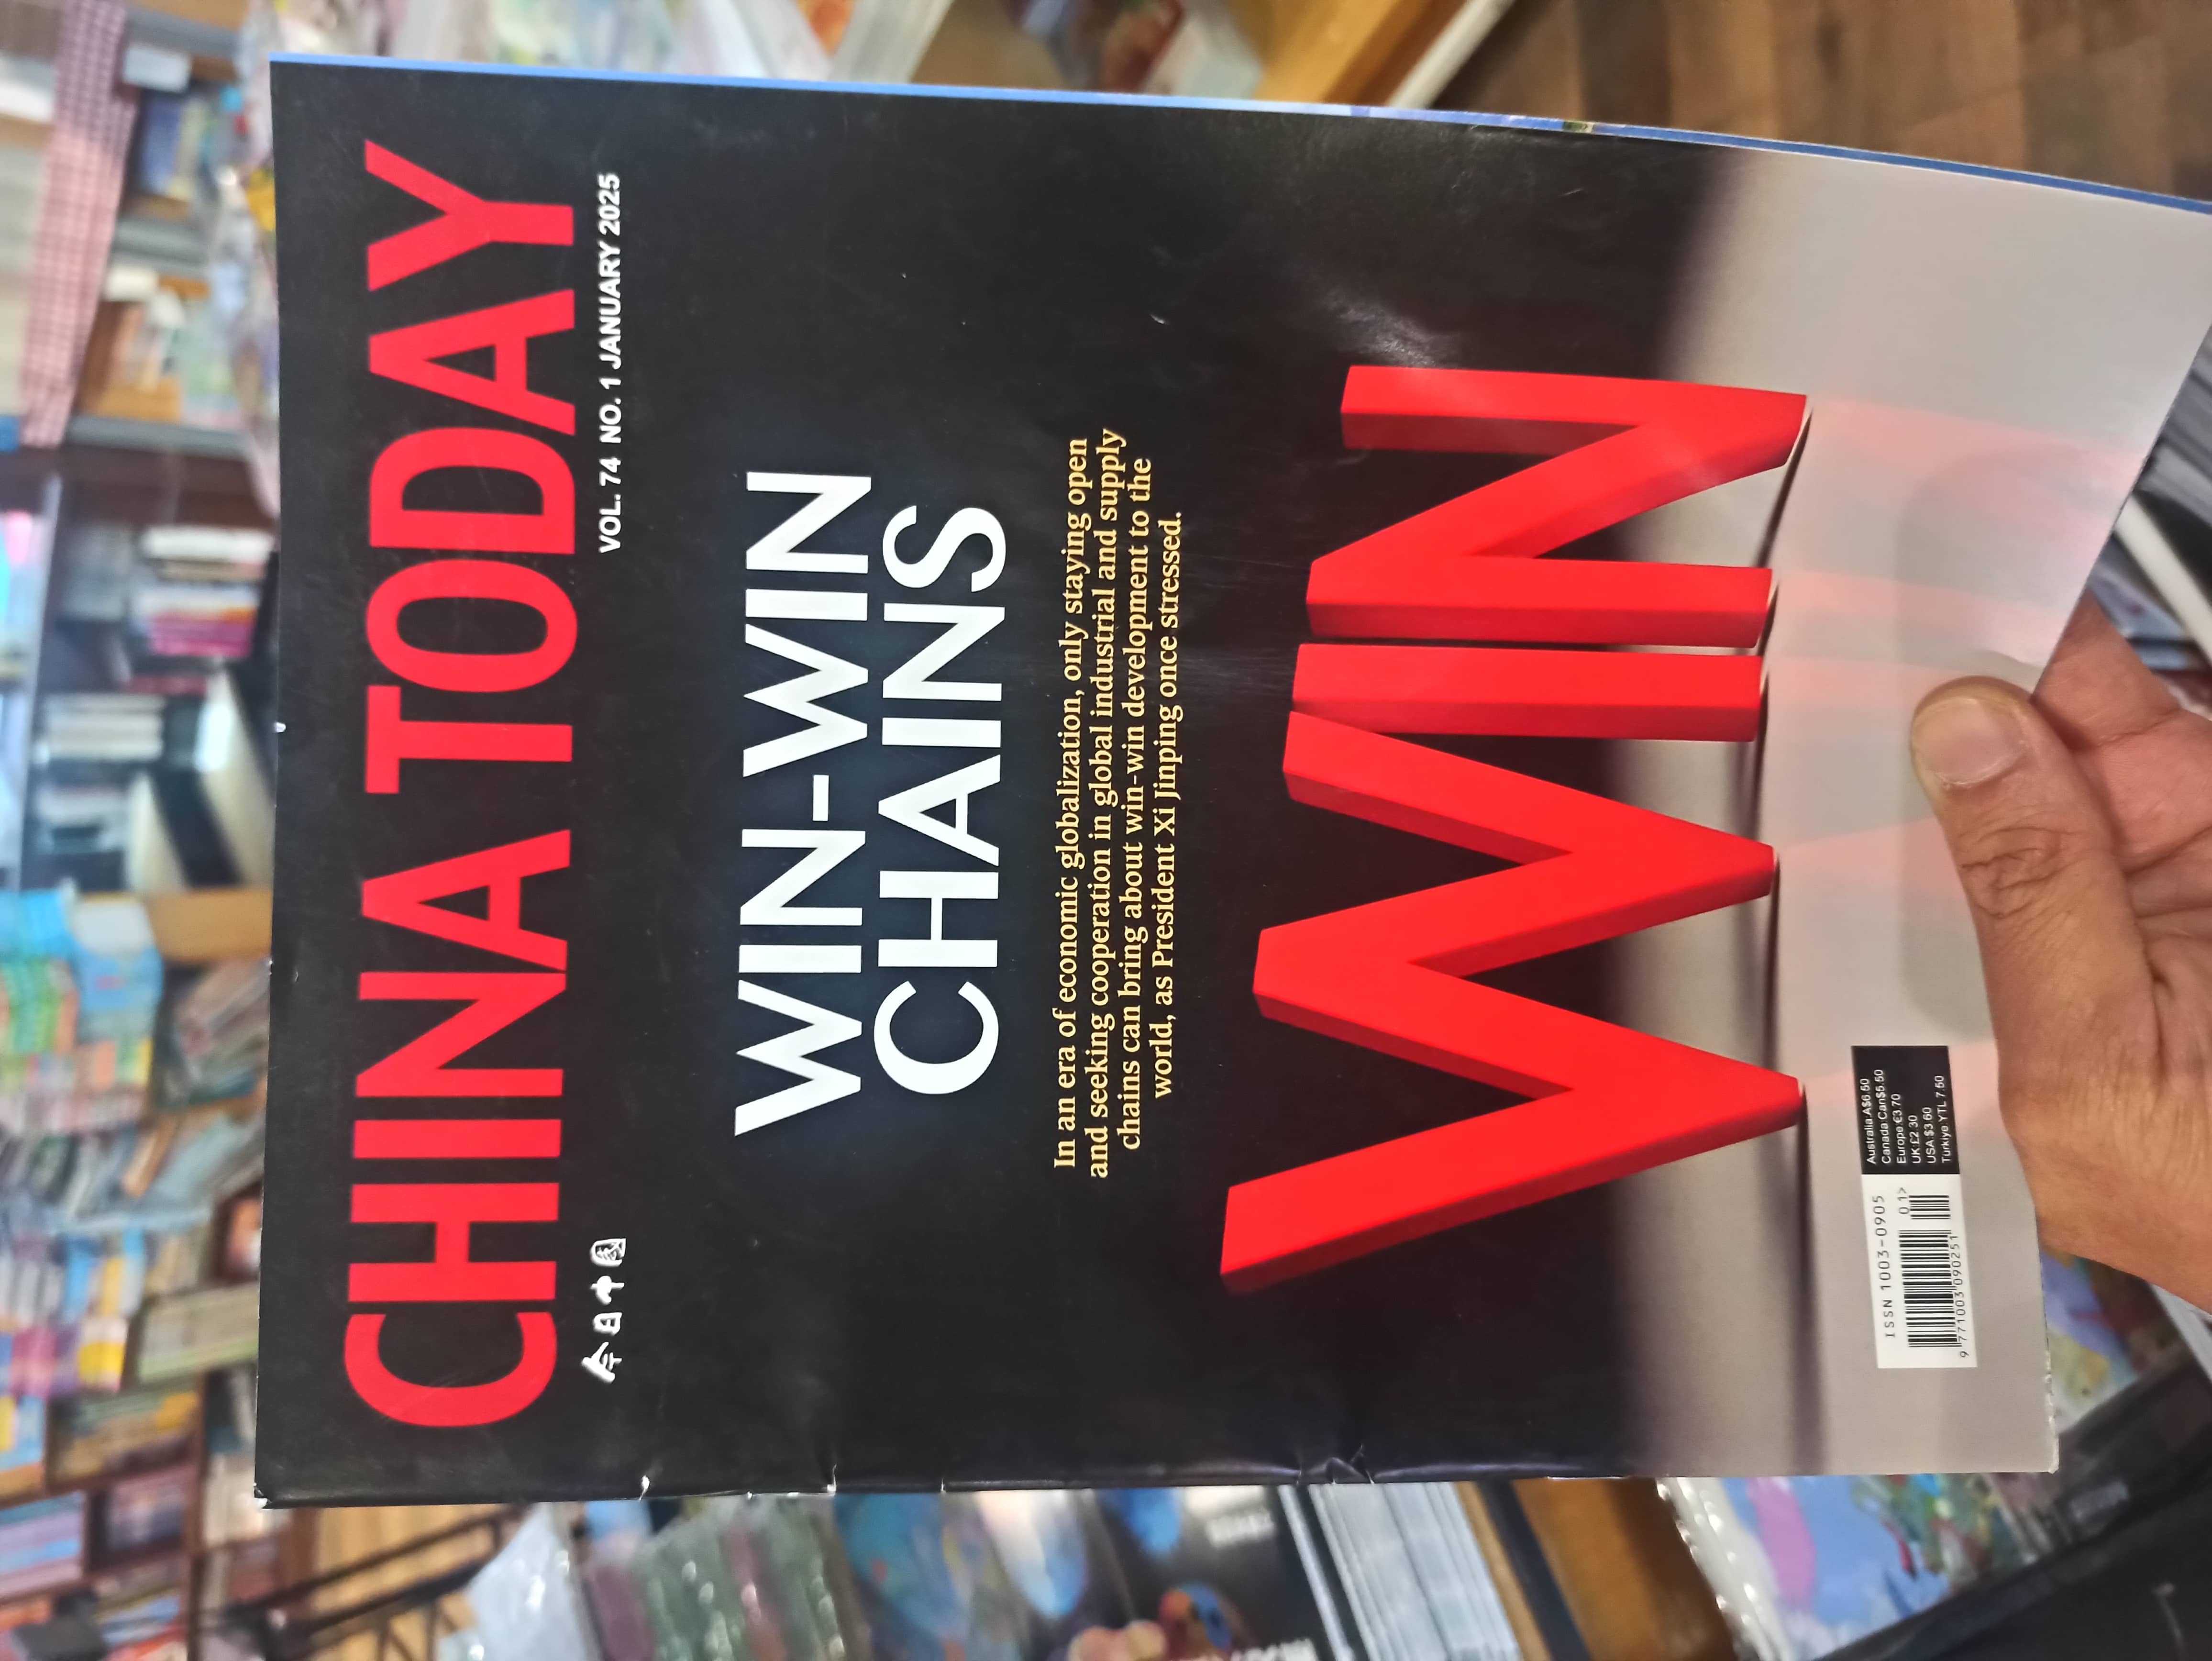 CHINA TODAY
今日中國
VOL. 74 NO. 1 JANUARY 2025
WIN-WIN
CHAINS
In an era of economic globalization, only staying open
and seeking cooperation in global industrial and supply
chains can bring about win-win development to the
world, as President Xi Jinping once stressed.
WIN
ISSN 1003-0905
01>
9 771003 090251
Australia:A$6.50
Canada:Can$5.50
Europe:€3.70
UK:£2.30
USA:$3.60
Türkiye YTL 7.50